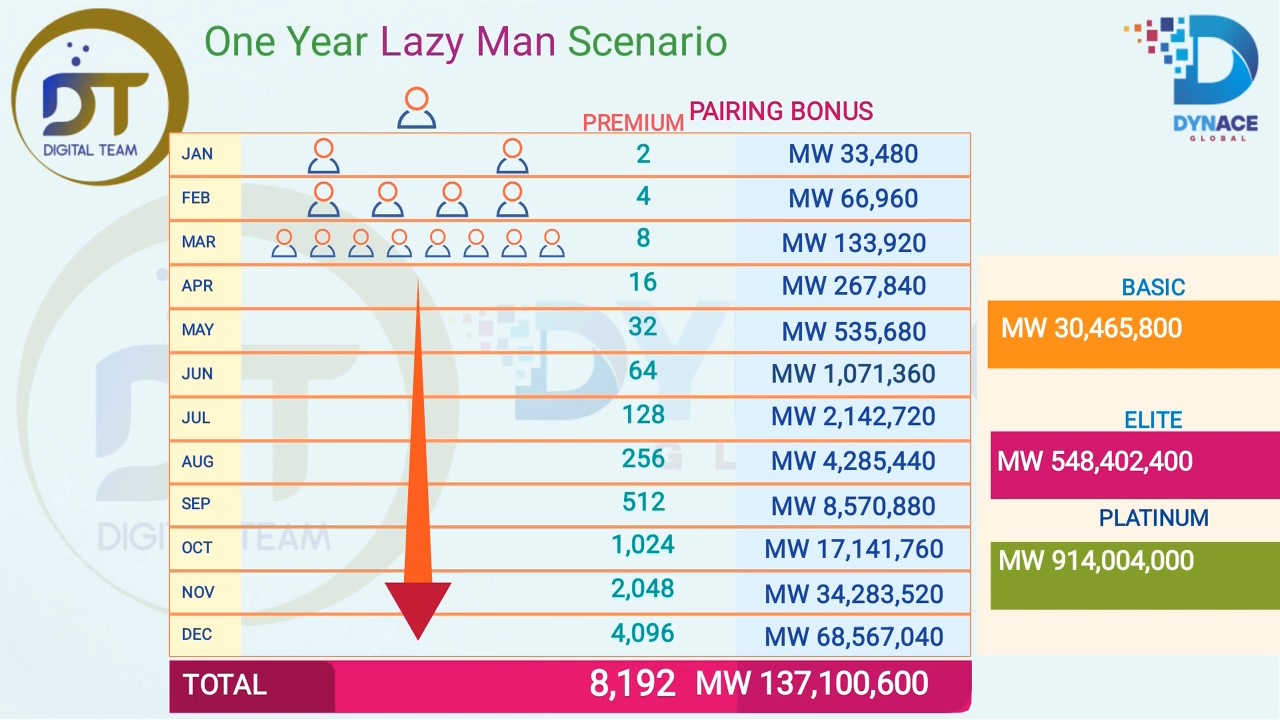 One Year Lazy Man Scenario
DT
DIGITAL TEAM
D
DYNACE
GLOBAL
PREMIUM PAIRING BONUS
JAN 2 MW 33,480
FEB 4 MW 66,960
MAR 8 MW 133,920
APR 16 MW 267,840
MAY 32 MW 535,680
JUN 64 MW 1,071,360
JUL 128 MW 2,142,720
AUG 256 MW 4,285,440
SEP 512 MW 8,570,880
OCT 1,024 MW 17,141,760
NOV 2,048 MW 34,283,520
DEC 4,096 MW 68,567,040
TOTAL 8,192 MW 137,100,600
BASIC
MW 30,465,800
ELITE
MW 548,402,400
PLATINUM
MW 914,004,000